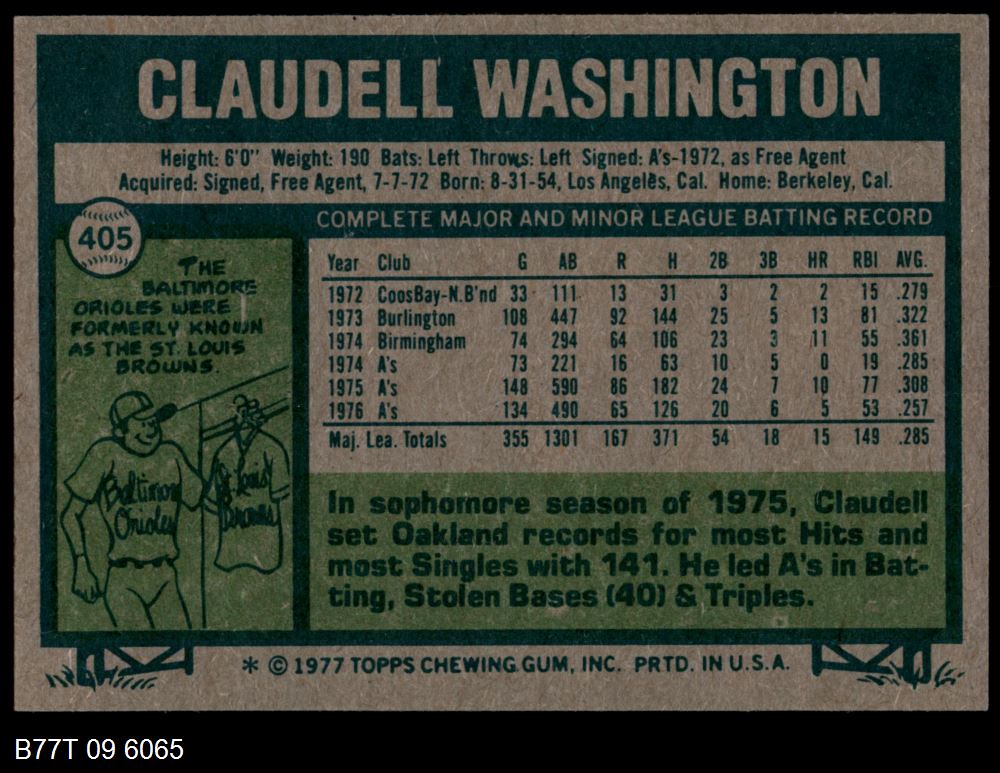 CLAUDELL WASHINGTON
Height: 6'0" Weight: 190 Bats: Left Throws: Left Signed: A's-1972, as Free Agent
Acquired: Signed, Free Agent, 7-7-72 Born: 8-31-54, Los Angeles, Cal. Home: Berkeley, Cal.
405
THE
BALTIMORE
ORIOLES WERE
FORMERLY KNOWN
AS THE ST. LOUIS
BROWNS.
Baltimore
Orioles
St. Louis
Browns
COMPLETE MAJOR AND MINOR LEAGUE BATTING RECORD
Year Club G AB R H 2B 3B HR RBI AVG.
1972 CoosBay-N.B'nd 33 111 13 31 3 2 2 15 .279
1973 Burlington 108 447 92 144 25 5 13 81 .322
1974 Birmingham 74 294 64 106 23 3 11 55 .361
1974 A's 73 221 16 63 10 5 0 19 .285
1975 A's 148 590 86 182 24 7 10 77 .308
1976 A's 134 490 65 126 20 6 5 53 .257
Maj. Lea. Totals 355 1301 167 371 54 18 15 149 .285
In sophomore season of 1975, Claudell
set Oakland records for most Hits and
most Singles with 141. He led A's in Bat-
ting, Stolen Bases (40) & Triples.
* © 1977 TOPPS CHEWING GUM, INC. PRTD. IN U.S.A.
B77T 09 6065